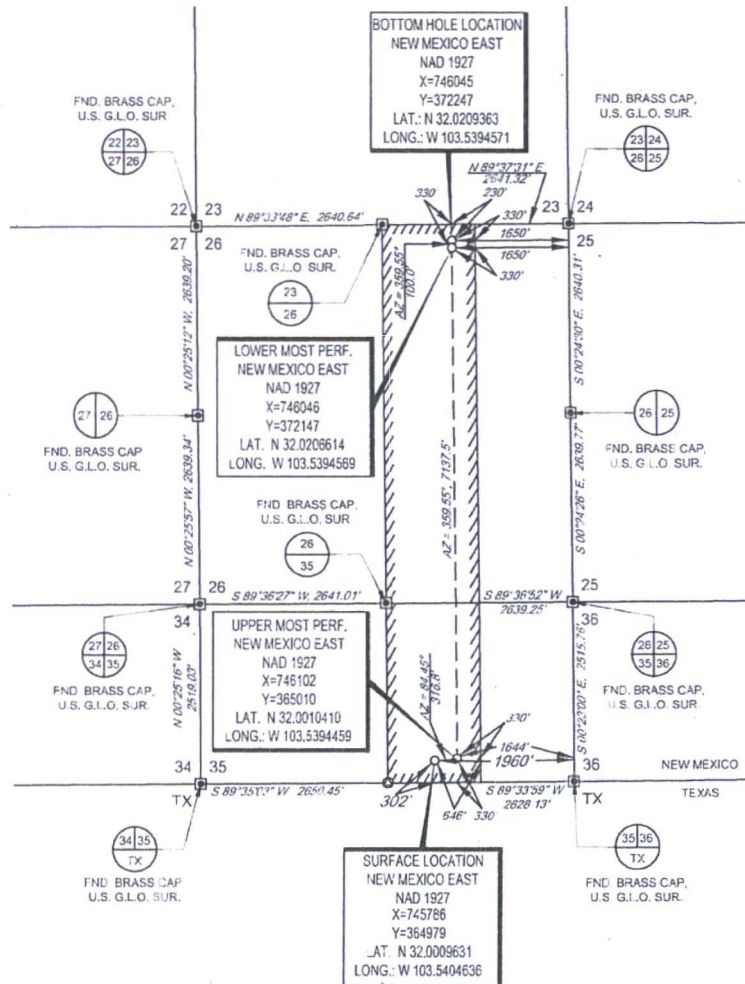 BOTTOM HOLE LOCATION
NEW MEXICO EAST
NAD 1927
X=746045
Y=372247
LAT.: N 32.0209363
LONG.: W 103.5394571
FND. BRASS CAP,
U.S. G.L.O. SUR.
22 23
27 26
FND. BRASS CAP,
U.S. G.L.O. SUR.
23 24
26 25
N 89°37'31" E
2641.32'
330'
230'
330'
22 23
N 89°33'48" E, 2640.64'
23 24
27 26
1650'
25
1650'
330'
FND. BRASS CAP,
U.S. G.L.O. SUR.
23
26
AZ = 359.55°
100.0'
N 00°25'12" W, 2639.20'
S 00°24'30" E, 2640.31'
LOWER MOST PERF.
NEW MEXICO EAST
NAD 1927
X=746046
Y=372147
LAT. N 32.0206614
LONG. W 103.5394569
27 26
FND. BRASS CAP
U.S. G.L.O. SUR.
26 25
FND. BRASS CAP,
U.S. G.L.O. SUR.
N 00°25'57" W, 2639.34'
AZ = 359.55°, 7137.5'
S 00°24'26" E, 2639.77'
FND. BRASS CAP,
U.S. G.L.O. SUR
26
35
27 26
S 89°36'27" W, 2641.01'
S 89°36'52" W
2639.25'
25
34
36
27 26
34 35
FND. BRASS CAP,
U.S. G.L.O. SUR.
26 25
35 36
FND. BRASS CAP,
U.S. G.L.O. SUR.
N 00°25'16" W
2519.03'
UPPER MOST PERF.
NEW MEXICO EAST
NAD 1927
X=746102
Y=365010
LAT. N 32.0010410
LONG.: W 103.5394459
AZ = 84.45°
316.8'
S 00°23'00" E, 2515.76'
330'
1644'
1960'
34 35
36
NEW MEXICO
TEXAS
TX
S 89°35'03" W 2650.45'
302'
646'
330'
S 89°33'59" W
2628.13'
TX
34 35
TX
FND. BRASS CAP
U.S. G.L.O. SUR.
35 36
TX
FND. BRASS CAP,
U.S. G.L.O. SUR.
SURFACE LOCATION
NEW MEXICO EAST
NAD 1927
X=745786
Y=364979
LAT. N 32.0009631
LONG.: W 103.5404636